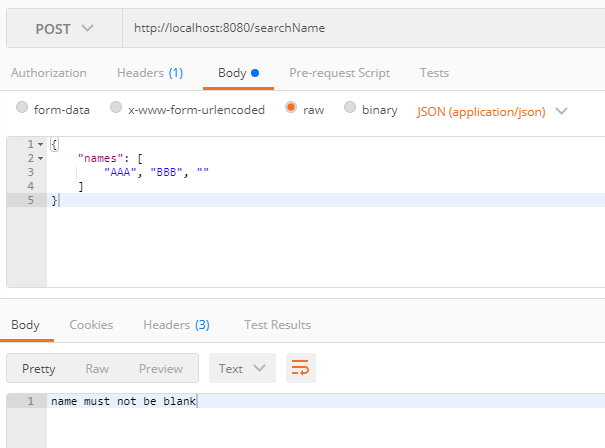 POST http://localhost:8080/searchName
Authorization Headers (1) Body Pre-request Script Tests
form-data x-www-form-urlencoded raw binary JSON (application/json)
1 {
2 "names": [
3 "AAA", "BBB", ""
4 ]
5 }
Body Cookies Headers (3) Test Results
Pretty Raw Preview Text
1 name must not be blank